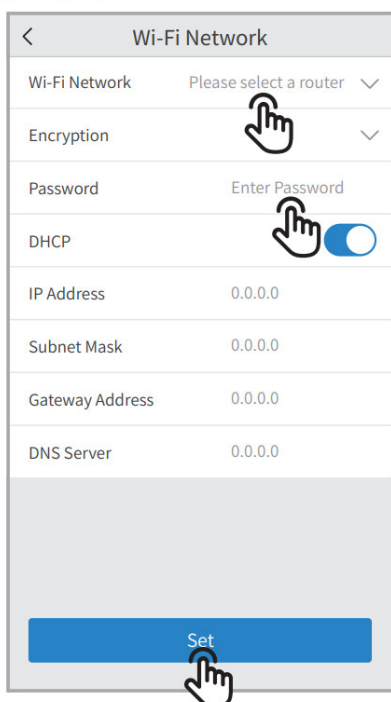 Wi-Fi Network
Wi-Fi Network Please select a router
Encryption
Password Enter Password
DHCP
IP Address 0.0.0.0
Subnet Mask 0.0.0.0
Gateway Address 0.0.0.0
DNS Server 0.0.0.0
Set